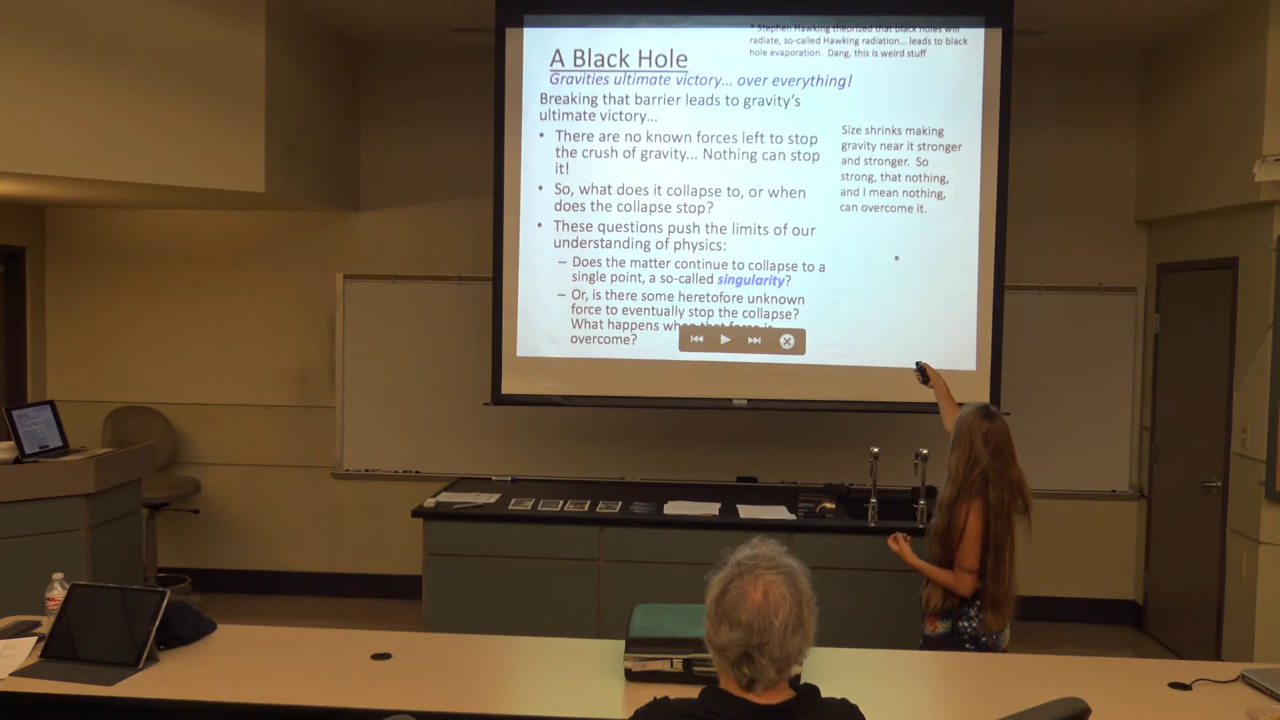 * Stephen Hawking theorized that black holes will
radiate, so-called Hawking radiation... leads to black
hole evaporation. Dang, this is weird stuff
A Black Hole
Gravities ultimate victory... over everything!
Breaking that barrier leads to gravity's
ultimate victory...
• There are no known forces left to stop
the crush of gravity... Nothing can stop
it!
• So, what does it collapse to, or when
does the collapse stop?
• These questions push the limits of our
understanding of physics:
– Does the matter continue to collapse to a
single point, a so-called singularity?
– Or, is there some heretofore unknown
force to eventually stop the collapse?
What happens when that force is
overcome?
Size shrinks making
gravity near it stronger
and stronger. So
strong, that nothing,
and I mean nothing,
can overcome it.